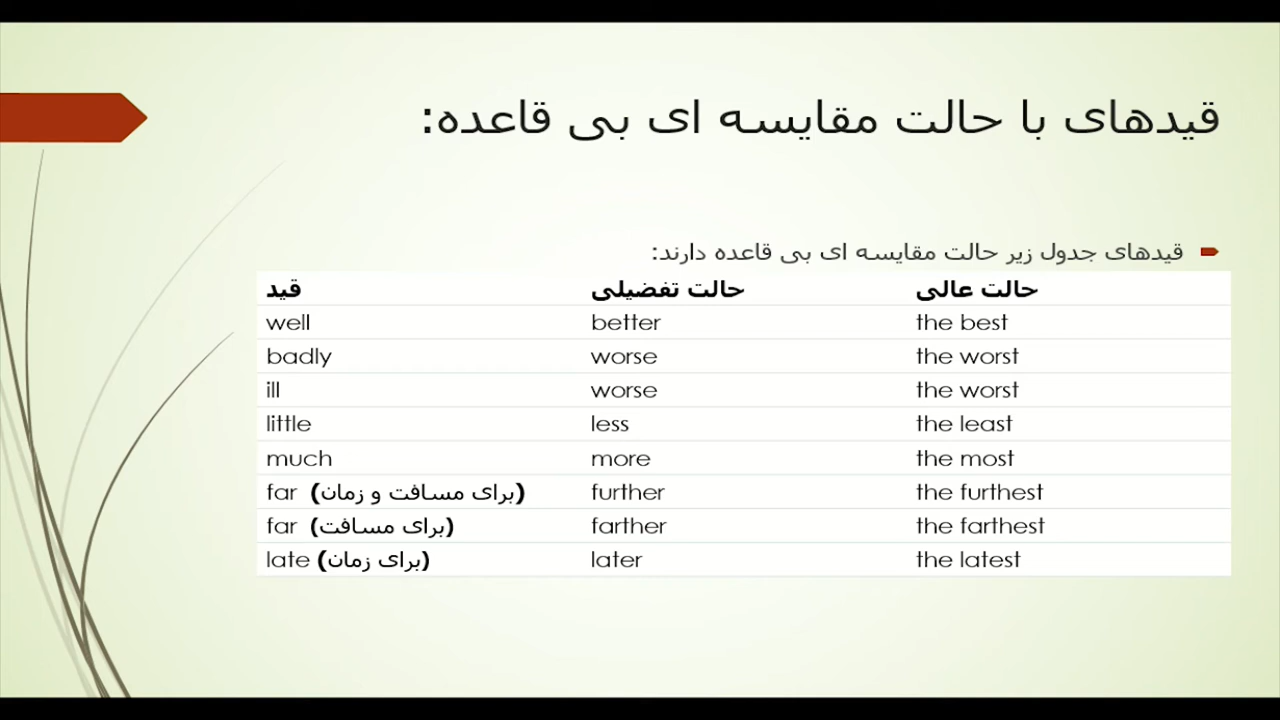 قیدهای با حالت مقایسه ای بی قاعده:
قیدهای جدول زیر حالت مقایسه ای بی قاعده دارند:
قید حالت تفضیلی حالت عالی
well better the best
badly worse the worst
ill worse the worst
little less the least
much more the most
far (برای مسافت و زمان) further the furthest
far (برای مسافت) farther the farthest
late (برای زمان) later the latest